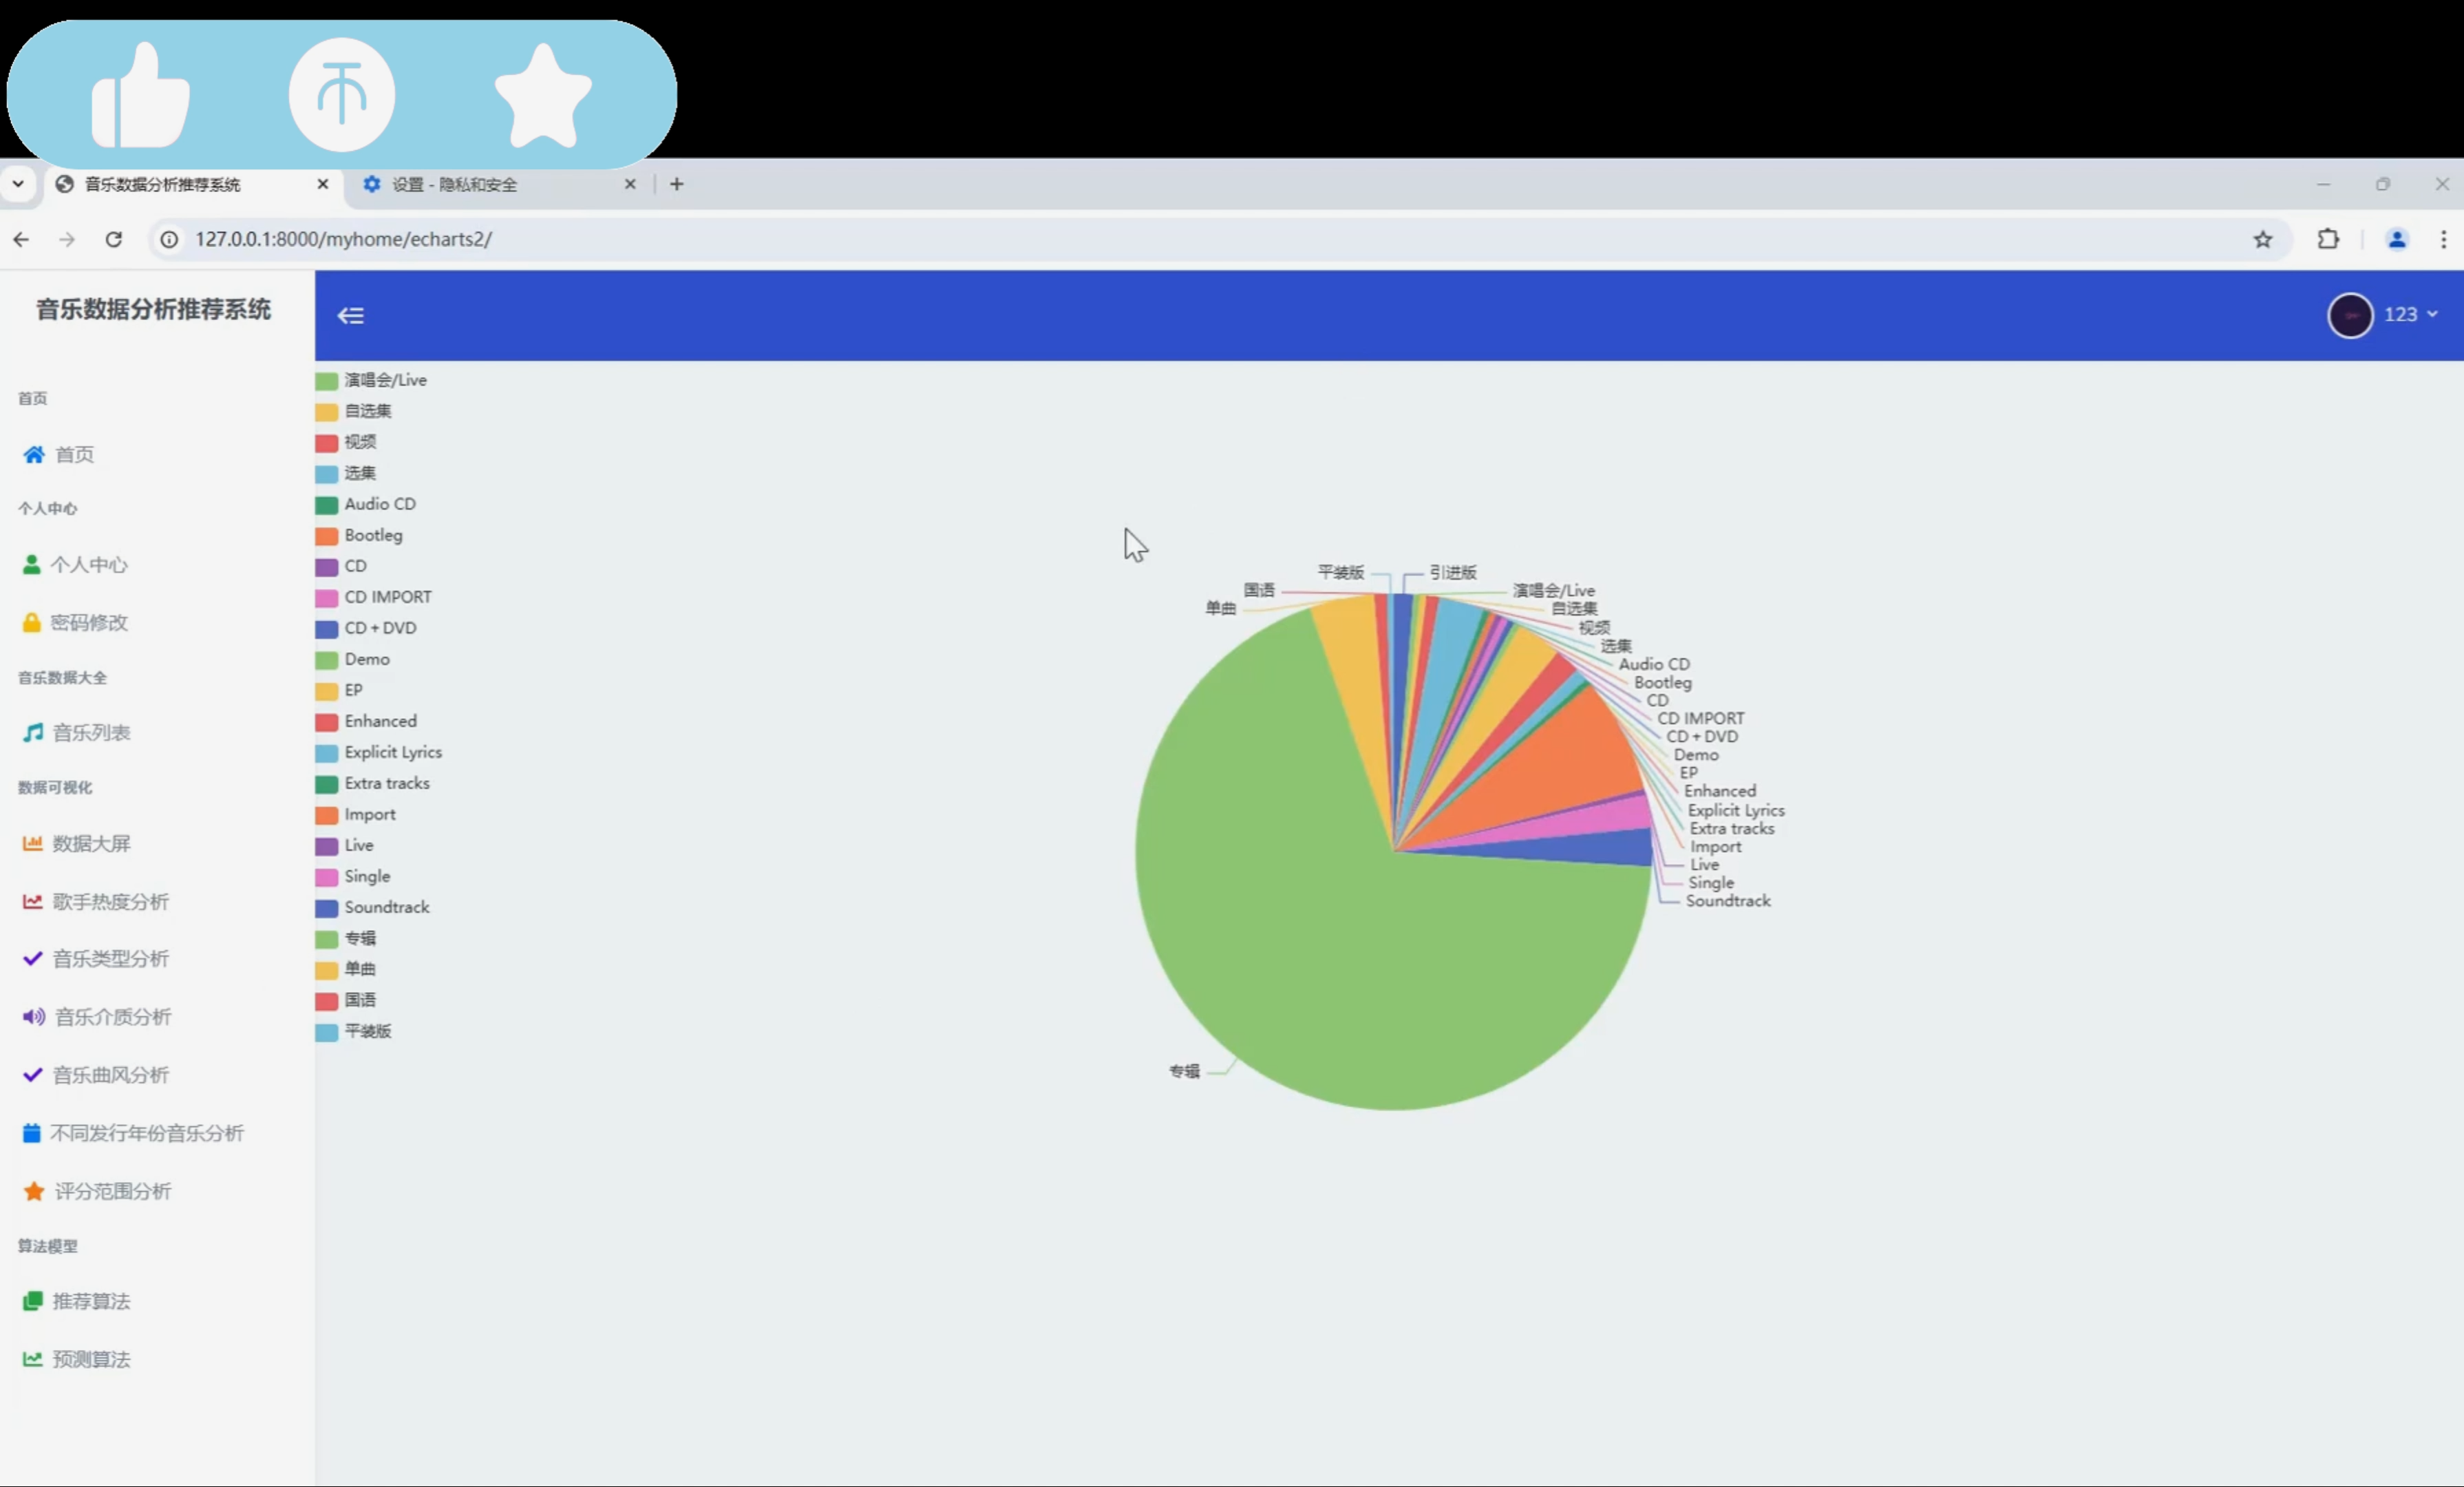 音乐数据分析推荐系统
设置 - 隐私和安全
127.0.0.1:8000/myhome/echarts2/
音乐数据分析推荐系统
123
首页
首页
个人中心
个人中心
密码修改
音乐数据大全
音乐列表
数据可视化
数据大屏
歌手热度分析
音乐类型分析
音乐介质分析
音乐曲风分析
不同发行年份音乐分析
评分范围分析
算法模型
推荐算法
预测算法
演唱会/Live
自选集
视频
选集
Audio CD
Bootleg
CD
CD IMPORT
CD + DVD
Demo
EP
Enhanced
Explicit Lyrics
Extra tracks
Import
Live
Single
Soundtrack
专辑
单曲
国语
平装版
平装版
国语
单曲
专辑
引进版
演唱会/Live
自选集
视频
选集
Audio CD
Bootleg
CD
CD IMPORT
CD + DVD
Demo
EP
Enhanced
Explicit Lyrics
Extra tracks
Import
Live
Single
Soundtrack